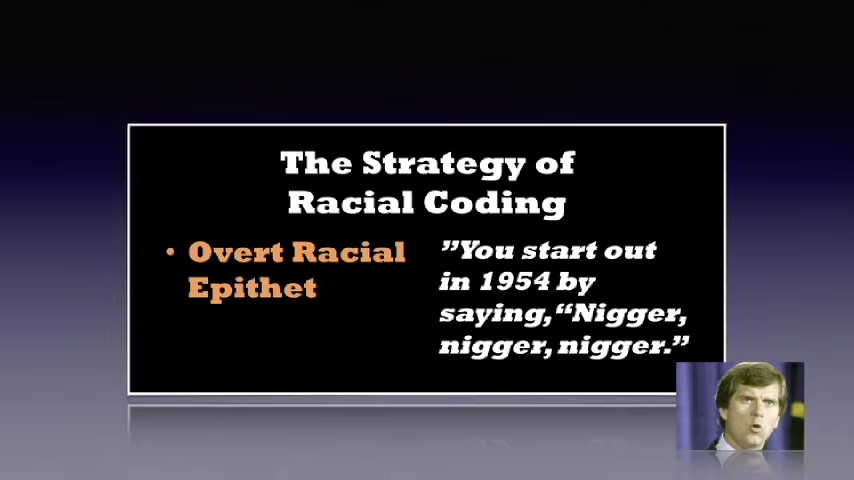 The Strategy of
Racial Coding
• Overt Racial
Epithet
”You start out
in 1954 by
saying, “Nigger,
nigger, nigger.”